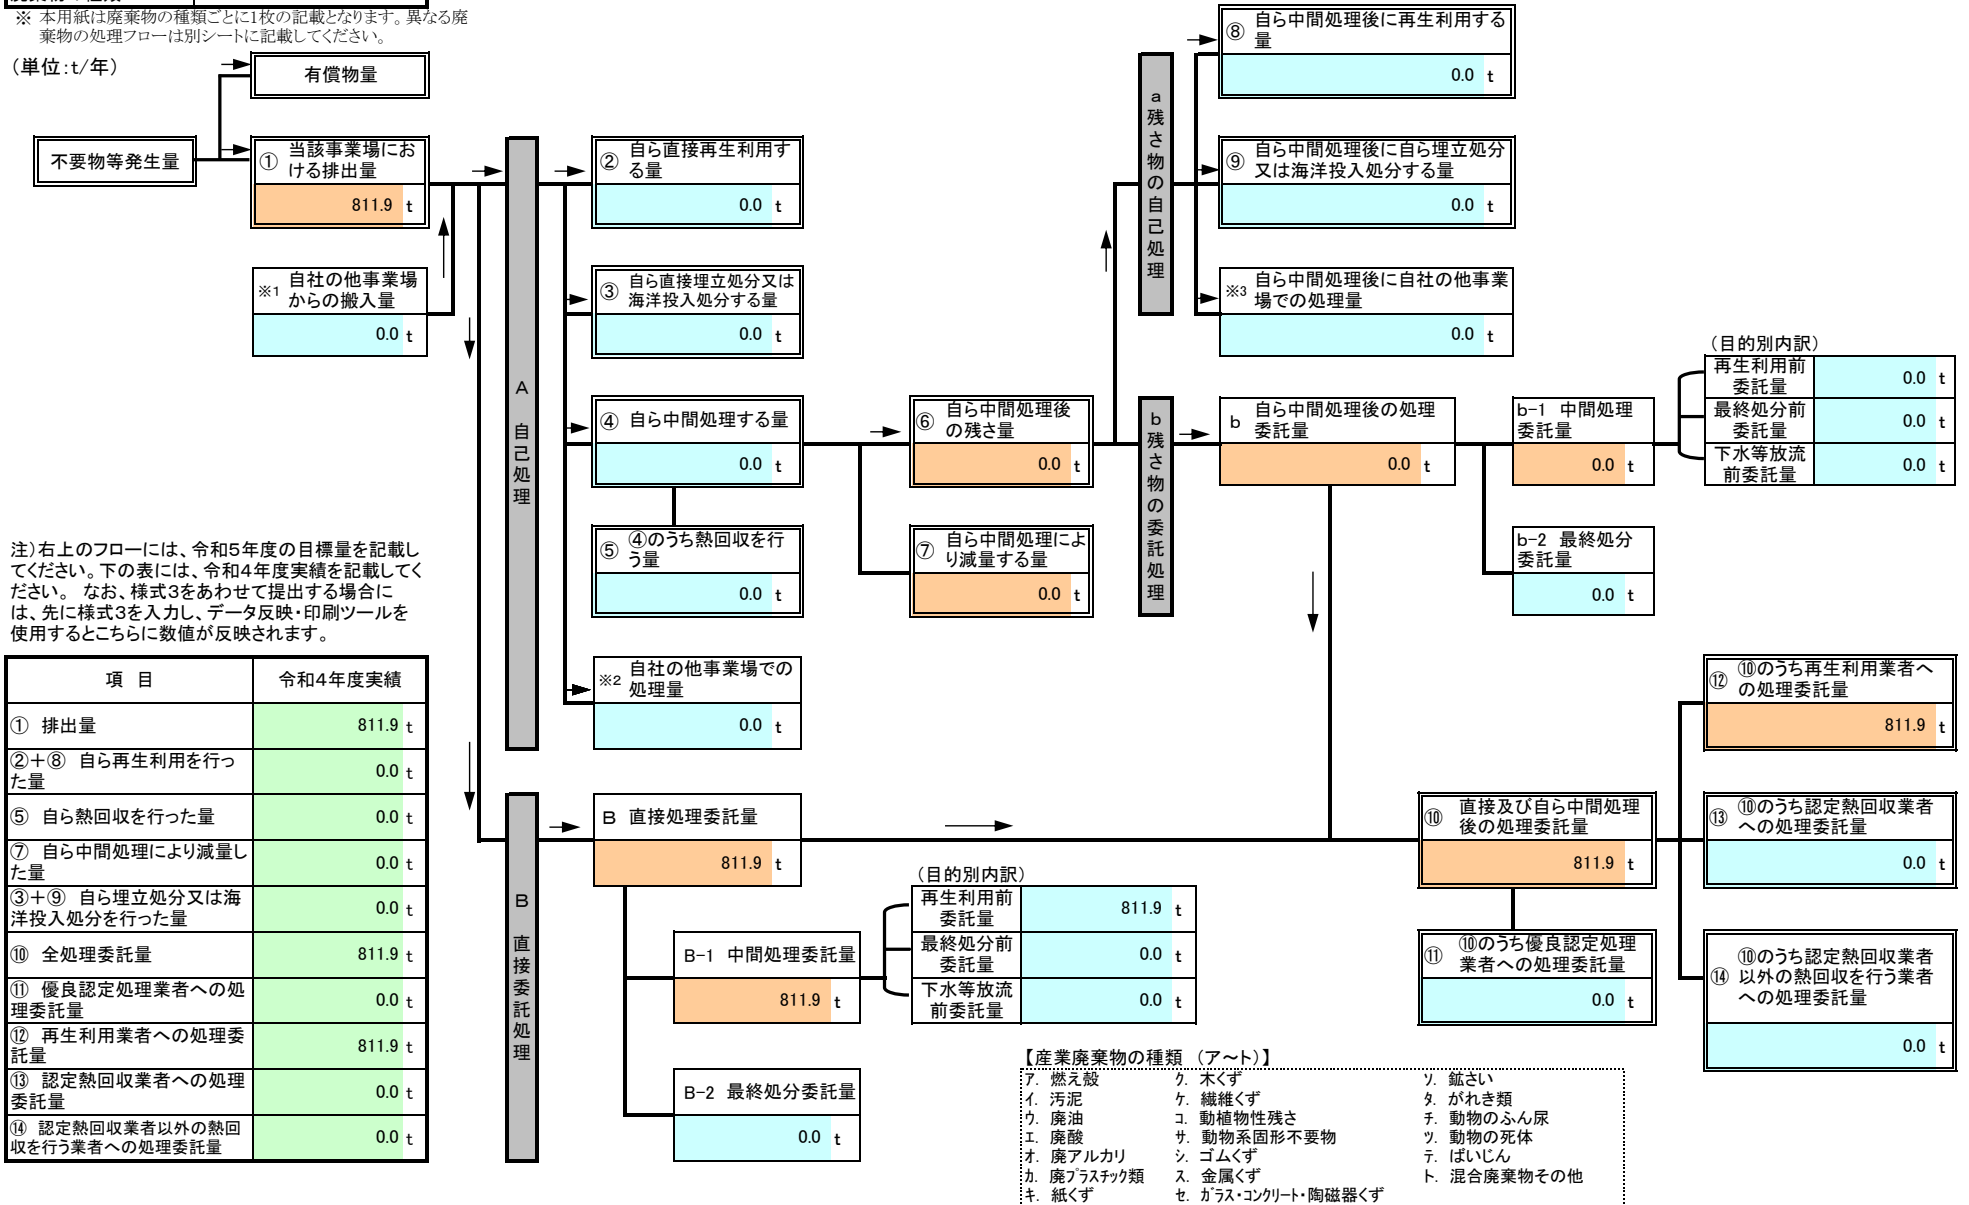 ※ 本用紙は廃棄物の種類ごとに1枚の記載となります。異なる廃
棄物の処理フローは別シートに記載してください。
（単位：t/年）
有償物量
不要物等発生量
① 当該事業場にお
ける排出量
811.9 t
※1 自社の他事業場
からの搬入量
0.0 t
A 自己処理
② 自ら直接再生利用す
る量
0.0 t
③ 自ら直接埋立処分又は
海洋投入処分する量
0.0 t
④ 自ら中間処理する量
0.0 t
⑤ ④のうち熱回収を行
う量
0.0 t
※2 自社の他事業場での
処理量
0.0 t
⑥ 自ら中間処理後
の残さ量
0.0 t
⑦ 自ら中間処理によ
り減量する量
0.0 t
a 残さ物の自己処理
⑧ 自ら中間処理後に再生利用する
量
0.0 t
⑨ 自ら中間処理後に自ら埋立処分
又は海洋投入処分する量
0.0 t
※3 自ら中間処理後に自社の他事業
場での処理量
0.0 t
b 残さ物の委託処理
b 自ら中間処理後の処理
委託量
0.0 t
b-1 中間処理
委託量
0.0 t
（目的別内訳）
再生利用前
委託量
0.0 t
最終処分前
委託量
0.0 t
下水等放流
前委託量
0.0 t
b-2 最終処分
委託量
0.0 t
注）右上のフローには、令和5年度の目標量を記載し
てください。下の表には、令和4年度実績を記載してく
ださい。 なお、様式3をあわせて提出する場合に
は、先に様式3を入力し、データ反映・印刷ツールを
使用するとこちらに数値が反映されます。
項 目 令和4年度実績
① 排出量 811.9 t
②＋⑧ 自ら再生利用を行っ
た量
0.0 t
⑤ 自ら熱回収を行った量 0.0 t
⑦ 自ら中間処理により減量し
た量
0.0 t
③＋⑨ 自ら埋立処分又は海
洋投入処分を行った量
0.0 t
⑩ 全処理委託量 811.9 t
⑪ 優良認定処理業者への処
理委託量
0.0 t
⑫ 再生利用業者への処理委
託量
811.9 t
⑬ 認定熱回収業者への処理
委託量
0.0 t
⑭ 認定熱回収業者以外の熱回
収を行う業者への処理委託量
0.0 t
B 直接委託処理
B 直接処理委託量
811.9 t
B-1 中間処理委託量
811.9 t
（目的別内訳）
再生利用前
委託量
811.9 t
最終処分前
委託量
0.0 t
下水等放流
前委託量
0.0 t
B-2 最終処分委託量
0.0 t
⑩ 直接及び自ら中間処理
後の処理委託量
811.9 t
⑪ ⑩のうち優良認定処理
業者への処理委託量
0.0 t
⑫ ⑩のうち再生利用業者へ
の処理委託量
811.9 t
⑬ ⑩のうち認定熱回収業者
への処理委託量
0.0 t
⑭ ⑩のうち認定熱回収業者
以外の熱回収を行う業者
への処理委託量
0.0 t
【産業廃棄物の種類 （ア～ト）】
ア. 燃え殻 ク. 木くず ソ. 鉱さい
イ. 汚泥 ケ. 繊維くず タ. がれき類
ウ. 廃油 コ. 動植物性残さ チ. 動物のふん尿
エ. 廃酸 サ. 動物系固形不要物 ツ. 動物の死体
オ. 廃アルカリ シ. ゴムくず テ. ばいじん
カ. 廃プラスチック類 ス. 金属くず ト. 混合廃棄物その他
キ. 紙くず セ. ガラス・コンクリート・陶磁器くず